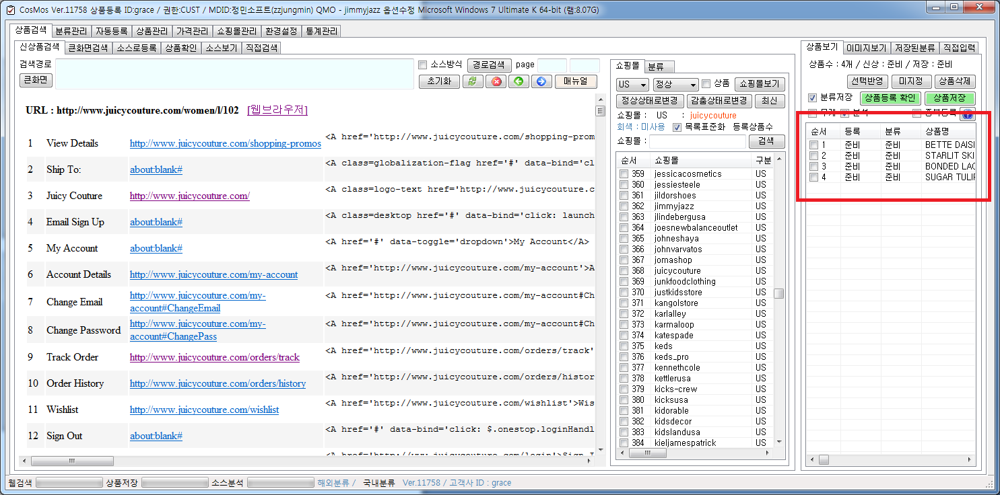 CosMos Ver.11758 상품등록 ID:grace / 권한:CUST / MDID:정민소프트(zzjungmin) QMO - jimmyjazz 옵션수정 Microsoft Windows 7 Ultimate K 64-bit (램:8.07G)
상품검색 분류관리 자동등록 상품관리 가격관리 쇼핑몰관리 환경설정 통계관리
신상품검색 큰화면검색 소스로등록 상품확인 소스보기 직접검색
검색경로 소스방식 경로검색 page
큰화면 초기화 매뉴얼
URL : http://www.juicycouture.com/women/l/102 [웹브라우저]
1 View Details http://www.juicycouture.com/shopping-promos <A href='http://www.juicycouture.com/shopping-prom
2 Ship To: about:blank# <A class=globalization-flag href='#' data-bind='cl
3 Juicy Couture http://www.juicycouture.com/ <A class=logo-text href='http://www.juicycouture.c
4 Email Sign Up about:blank# <A class=desktop href='#' data-bind='click: launch
5 My Account about:blank# <A href='#' data-toggle='dropdown'>My Account</A>
6 Account Details http://www.juicycouture.com/my-account <A href='http://www.juicycouture.com/my-account'>A
7 Change Email http://www.juicycouture.com/my-account#ChangeEmail <A href='http://www.juicycouture.com/my-account#Ch
8 Change Password http://www.juicycouture.com/my-account#ChangePass <A href='http://www.juicycouture.com/my-account#Ch
9 Track Order http://www.juicycouture.com/orders/track <A href='http://www.juicycouture.com/orders/track'
10 Order History http://www.juicycouture.com/orders/history <A href='http://www.juicycouture.com/orders/histor
11 Wishlist http://www.juicycouture.com/wishlist <A href='http://www.juicycouture.com/wishlist'>Wis
12 Sign Out about:blank# <A href='#' data-bind='click: $.onestop.loginHandl
쇼핑몰 분류
US 정상 상품 쇼핑몰보기
정상상태로변경 감춤상태로변경 최신
쇼핑몰 : US : juicycouture
회색 : 미사용 목록표준화 등록상품수
쇼핑몰 : 검색
순서 쇼핑몰 구분
359 jessicacosmetics US
360 jessiesteele US
361 jildorshoes US
362 jimmyjazz US
363 jlindebergusa US
364 joesnewbalanceoutlet US
365 johneshaya US
366 johnvarvatos US
367 jomashop US
368 juicycouture US
369 junkfoodclothing US
370 justkidsstore US
371 kangolstore US
372 karlalley US
373 karmaloop US
374 katespade US
375 keds US
376 keds_pro US
377 kennethcole US
378 kettlerusa US
379 kicks-crew US
380 kicksusa US
381 kidorable US
382 kidsdecor US
383 kidslandusa US
384 kieljamespatrick US
상품보기 이미지보기 저장된분류 직접입력
상품수 : 4개 / 신상 : 준비 / 저장 : 준비
선택반영 미지정 상품삭제
분류저장 상품등록 확인 상품저장
순서 등록 분류 상품명
1 준비 준비 BETTE DAISI
2 준비 준비 STARLIT SKI
3 준비 준비 BONDED LAC
4 준비 준비 SUGAR TULIP
웹검색 상품저장 소스분석 해외분류 / 국내분류 Ver.11758 / 고객사 ID : grace